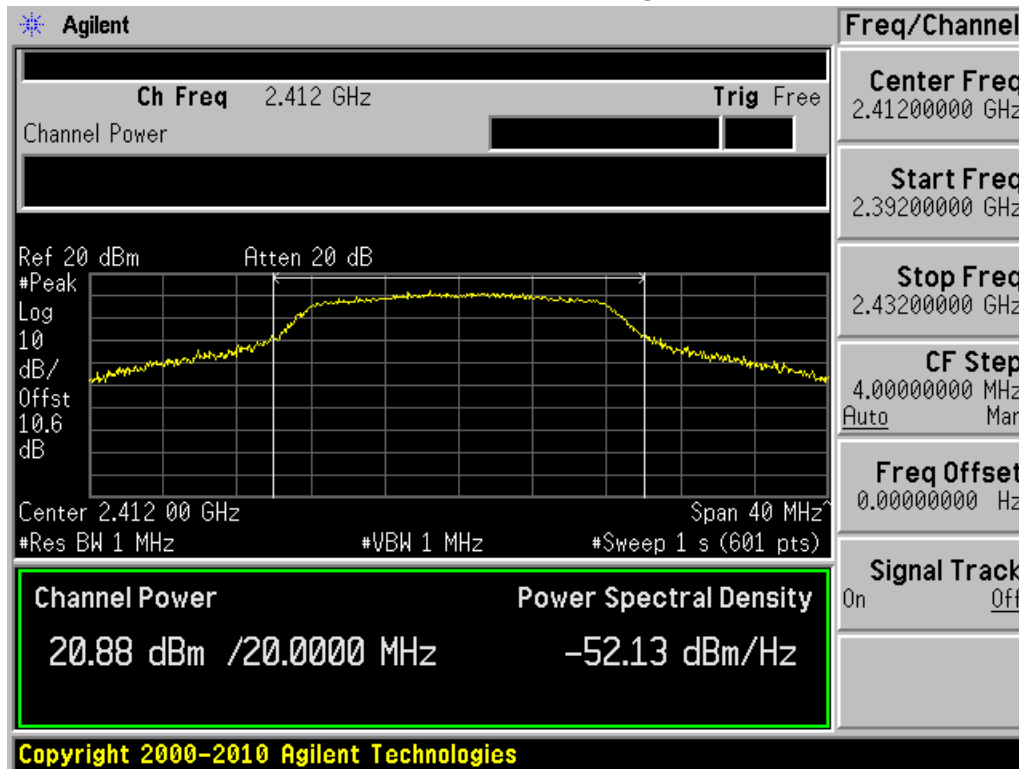 Agilent
Ch Freq 2.412 GHz Trig Free
Channel Power
Ref 20 dBm Atten 20 dB
#Peak
Log
10
dB/
Offst
10.6
dB
Center 2.412 00 GHz Span 40 MHz^
#Res BW 1 MHz #VBW 1 MHz #Sweep 1 s (601 pts)
Channel Power Power Spectral Density
20.88 dBm /20.0000 MHz -52.13 dBm/Hz
Copyright 2000-2010 Agilent Technologies
Freq/Channel
Center Freq
2.41200000 GHz
Start Freq
2.39200000 GHz
Stop Freq
2.43200000 GHz
CF Step
4.00000000 MHz
Auto Man
Freq Offset
0.00000000 Hz
Signal Track
On Off